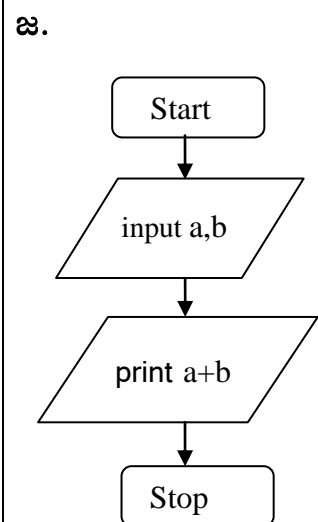 ജ.
Start
input a,b
print a+b
Stop